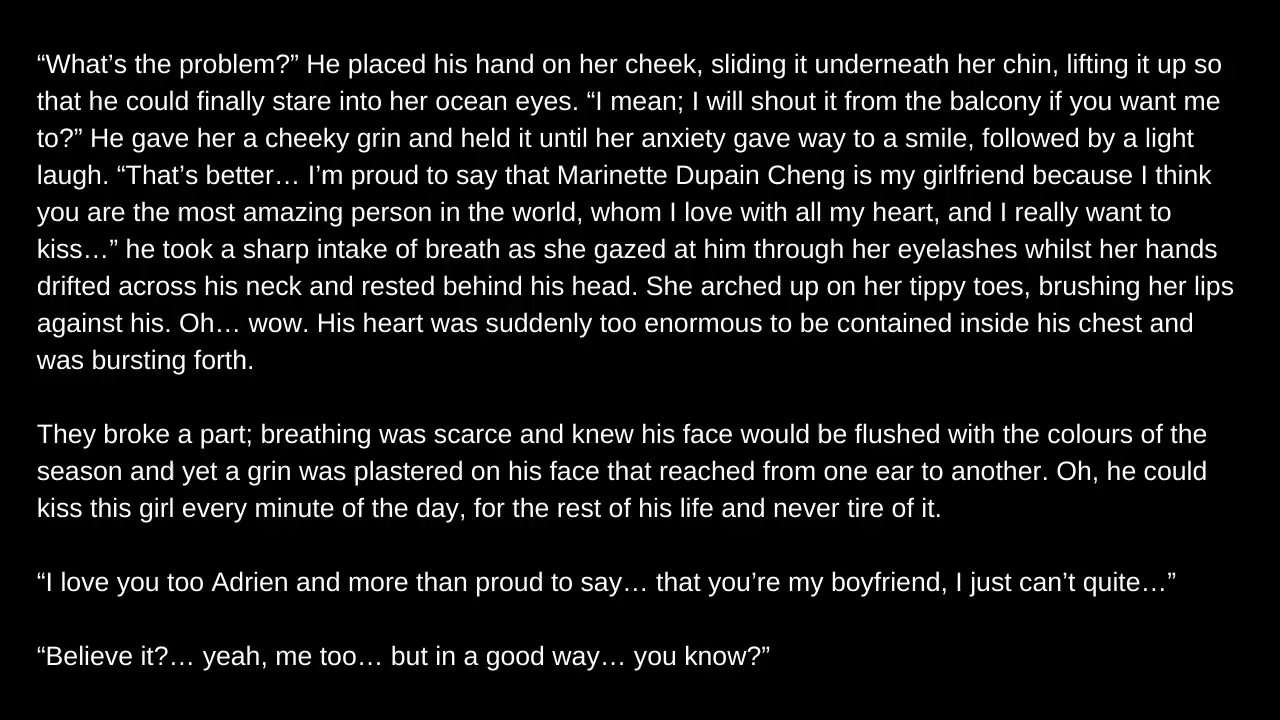 “What’s the problem?” He placed his hand on her cheek, sliding it underneath her chin, lifting it up so
that he could finally stare into her ocean eyes. “I mean; I will shout it from the balcony if you want me
to?” He gave her a cheeky grin and held it until her anxiety gave way to a smile, followed by a light
laugh. “That’s better… I’m proud to say that Marinette Dupain Cheng is my girlfriend because I think
you are the most amazing person in the world, whom I love with all my heart, and I really want to
kiss…” he took a sharp intake of breath as she gazed at him through her eyelashes whilst her hands
drifted across his neck and rested behind his head. She arched up on her tippy toes, brushing her lips
against his. Oh… wow. His heart was suddenly too enormous to be contained inside his chest and
was bursting forth.
They broke a part; breathing was scarce and knew his face would be flushed with the colours of the
season and yet a grin was plastered on his face that reached from one ear to another. Oh, he could
kiss this girl every minute of the day, for the rest of his life and never tire of it.
“I love you too Adrien and more than proud to say… that you’re my boyfriend, I just can’t quite…”
“Believe it?… yeah, me too… but in a good way… you know?”